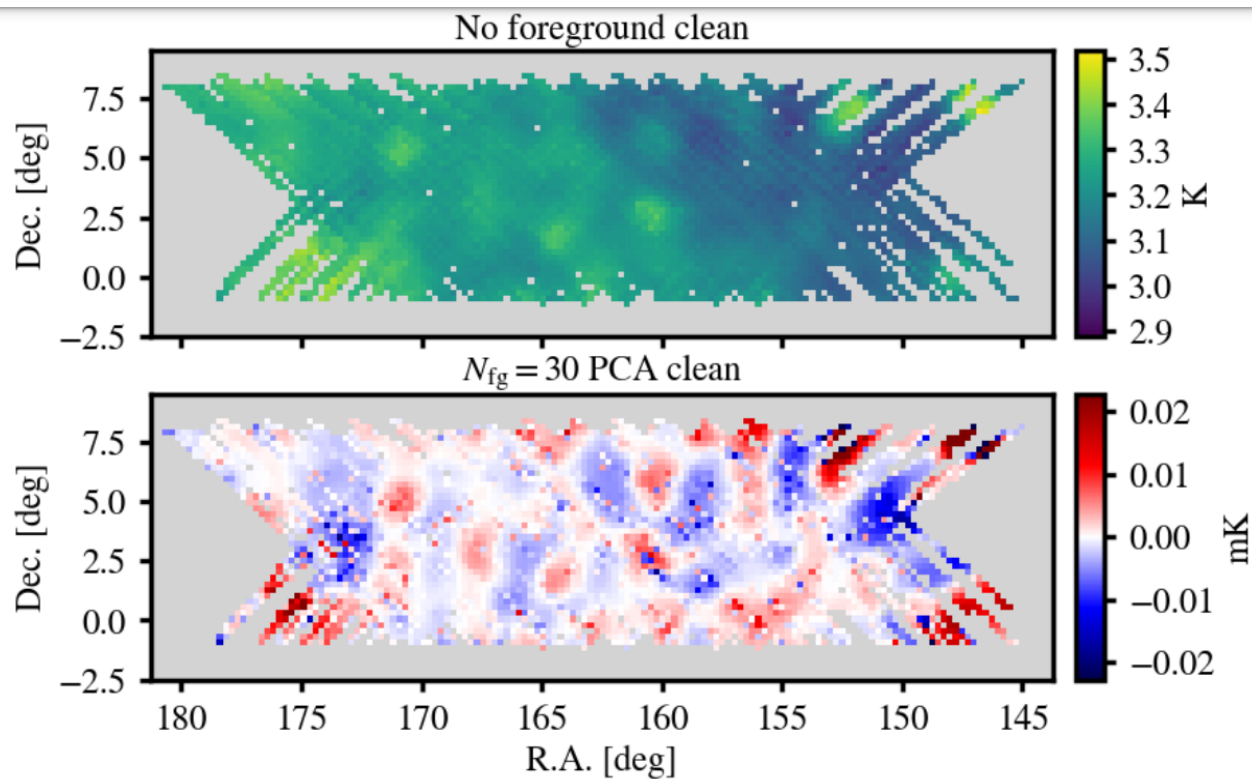 No foreground clean
7.5
5.0
2.5
0.0
−2.5
Dec. [deg]
3.5
3.4
3.3
3.2
3.1
3.0
2.9
K
N_fg = 30 PCA clean
7.5
5.0
2.5
0.0
−2.5
Dec. [deg]
0.02
0.01
0.00
−0.01
−0.02
mK
180 175 170 165 160 155 150 145
R.A. [deg]